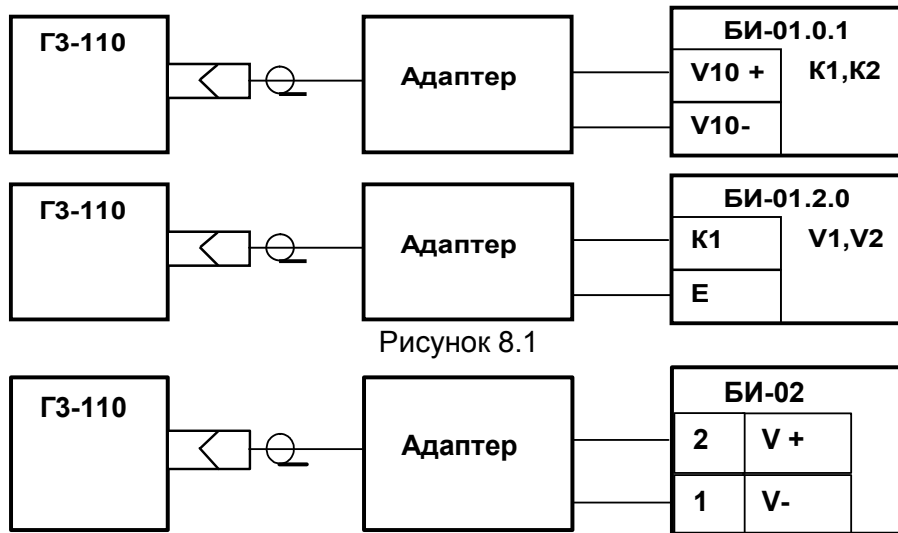 Г3-110
Адаптер
БИ-01.0.1
V10 + К1,К2
V10-
Г3-110
Адаптер
БИ-01.2.0
К1 V1,V2
Е
Рисунок 8.1
Г3-110
Адаптер
БИ-02
2 V +
1 V-